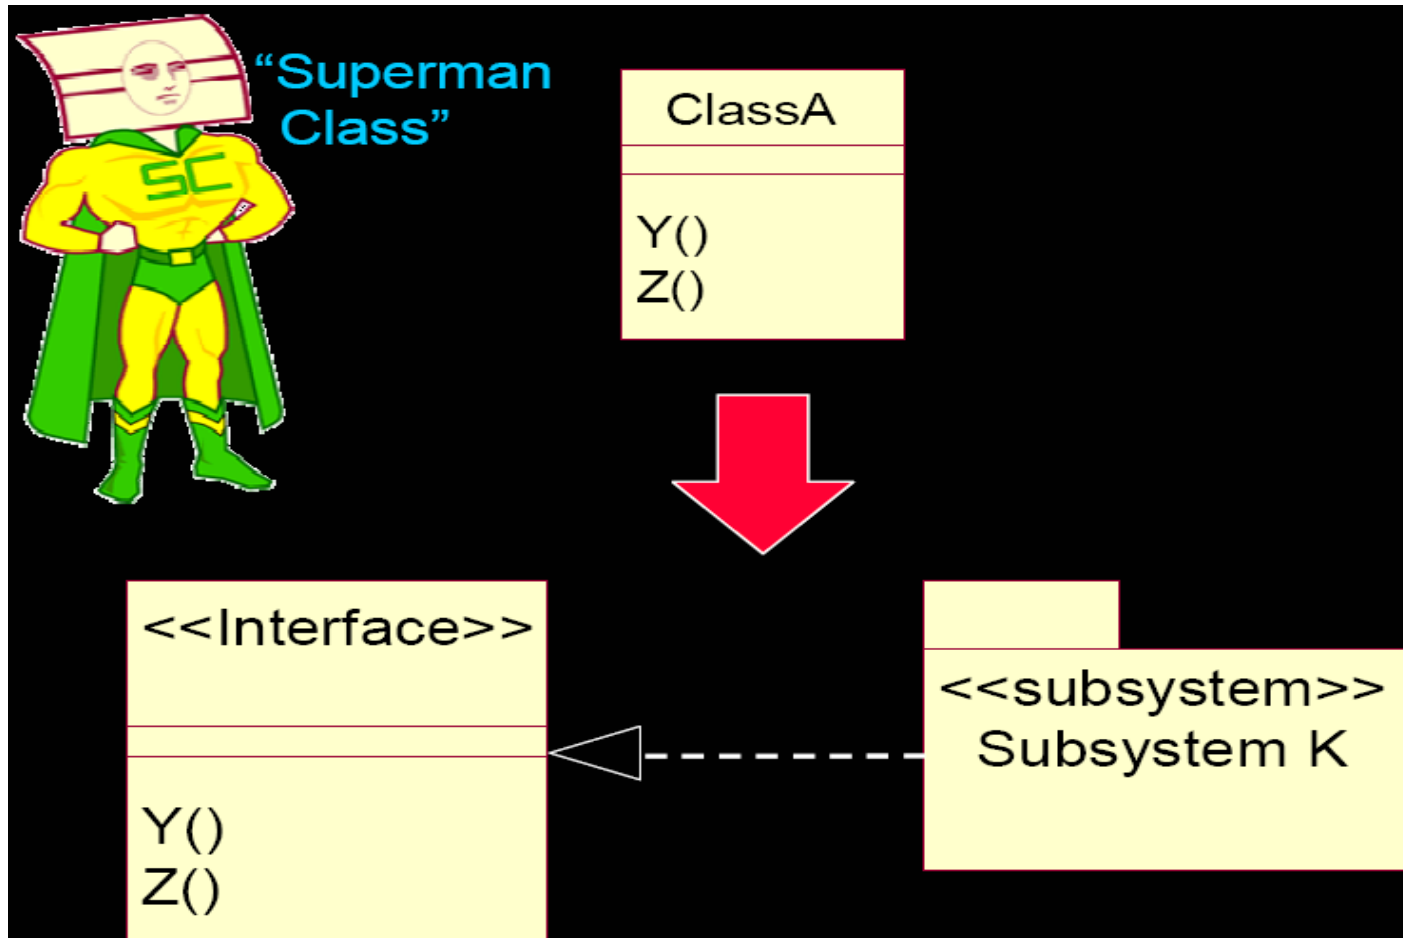 “Superman
Class”
SC
ClassA
Y()
Z()
<<Interface>>
Y()
Z()
<<subsystem>>
Subsystem K